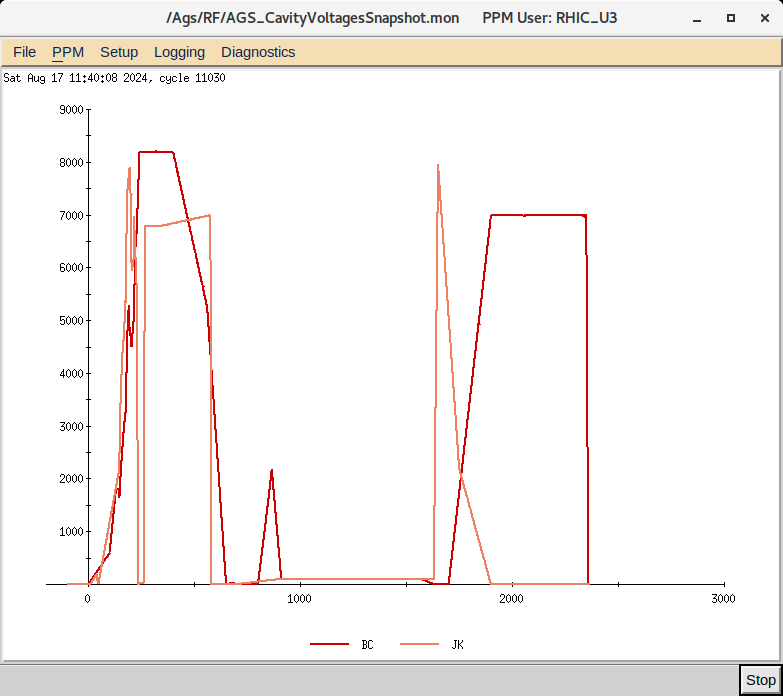 /Ags/RF/AGS_CavityVoltagesSnapshot.mon PPM User: RHIC_U3
File PPM Setup Logging Diagnostics
Sat Aug 17 11:40:08 2024, cycle 11030
9000
8000
7000
6000
5000
4000
3000
2000
1000
0 1000 2000 3000
BC JK
Stop